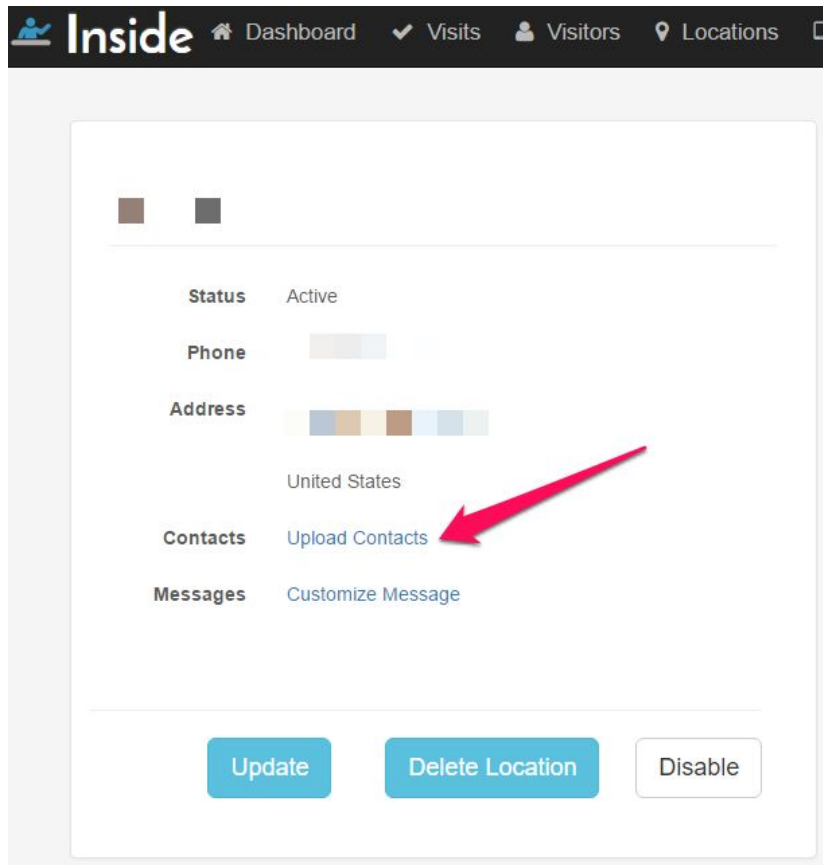 Inside Dashboard Visits Visitors Locations
Status Active
Phone
Address
United States
Contacts Upload Contacts
Messages Customize Message
Update Delete Location Disable